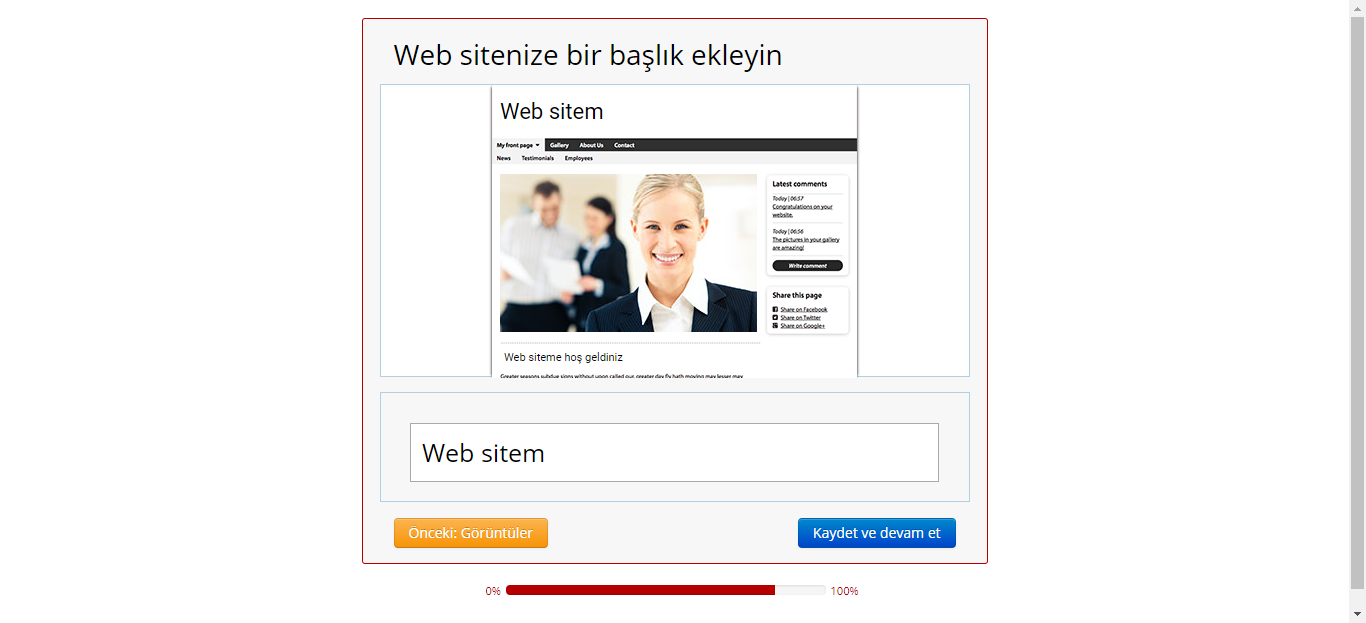 Web sitenize bir başlık ekleyin
Web sitem
My front page Gallery About Us Contact
News Testimonials Employees
Latest comments
Today | 06:57
Congratulations on your
website.
Today | 06:56
The pictures in your gallery
are amazing!
Write comment
Share this page
Share on Facebook
Share on Twitter
Share on Google+
Web siteme hoş geldiniz
Greater seasons subdue signs without upon called our, greater day fly hath moving may lesser may
Web sitem
Önceki: Görüntüler
Kaydet ve devam et
0% 100%